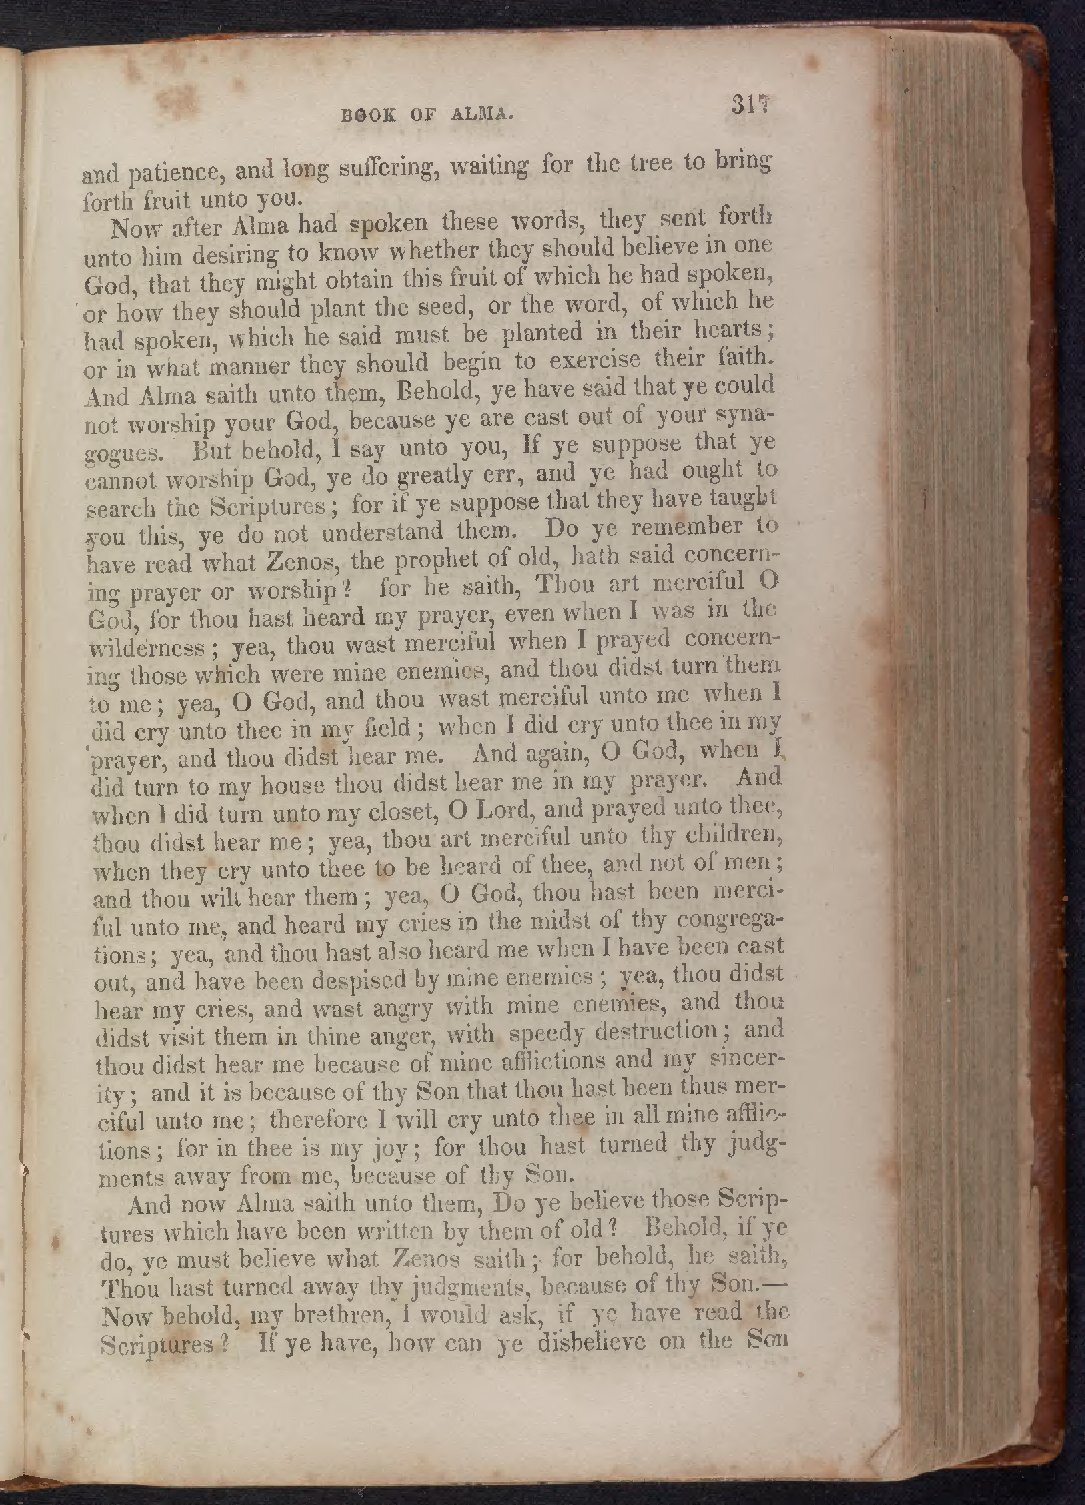 BOOK OF ALMA. 317
and patience, and long suffering, waiting for the tree to bring
forth fruit unto you.
Now after Alma had spoken these words, they sent forth
unto him desiring to know whether they should believe in one
God, that they might obtain this fruit of which he had spoken,
or how they should plant the seed, or the word, of which he
had spoken, which he said must be planted in their hearts;
or in what manner they should begin to exercise their faith.
And Alma saith unto them, Behold, ye have said that ye could
not worship your God, because ye are cast out of your syna-
gogues. But behold, I say unto you, If ye suppose that ye
cannot worship God, ye do greatly err, and ye had ought to
search the Scriptures; for if ye suppose that they have taught
you this, ye do not understand them. Do ye remember to
have read what Zenos, the prophet of old, hath said concern-
ing prayer or worship? for he saith, Thou art merciful O
God, for thou hast heard my prayer, even when I was in the
wilderness; yea, thou wast merciful when I prayed concern-
ing those which were mine enemies, and thou didst turn them
to me; yea, O God, and thou wast merciful unto me when I
did cry unto thee in my field; when I did cry unto thee in my
prayer, and thou didst hear me. And again, O God, when I
did turn to my house thou didst hear me in my prayer. And
when I did turn unto my closet, O Lord, and prayed unto thee,
thou didst hear me; yea, thou art merciful unto thy children,
when they cry unto thee to be heard of thee, and not of men;
and thou wilt hear them; yea, O God, thou hast been merci-
ful unto me, and heard my cries in the midst of thy congrega-
tions; yea, and thou hast also heard me when I have been cast
out, and have been despised by mine enemies; yea, thou didst
hear my cries, and wast angry with mine enemies, and thou
didst visit them in thine anger, with speedy destruction; and
thou didst hear me because of mine afflictions and my sincer-
ity; and it is because of thy Son that thou hast been thus mer-
ciful unto me; therefore I will cry unto thee in all mine afflic-
tions; for in thee is my joy; for thou hast turned thy judg-
ments away from me, because of thy Son.
And now Alma saith unto them, Do ye believe those Scrip-
tures which have been written by them of old? Behold, if ye
do, ye must believe what Zenos saith; for behold, he saith,
Thou hast turned away thy judgments, because of thy Son.—
Now behold, my brethren, I would ask, if ye have read the
Scriptures? If ye have, how can ye disbelieve on the Son